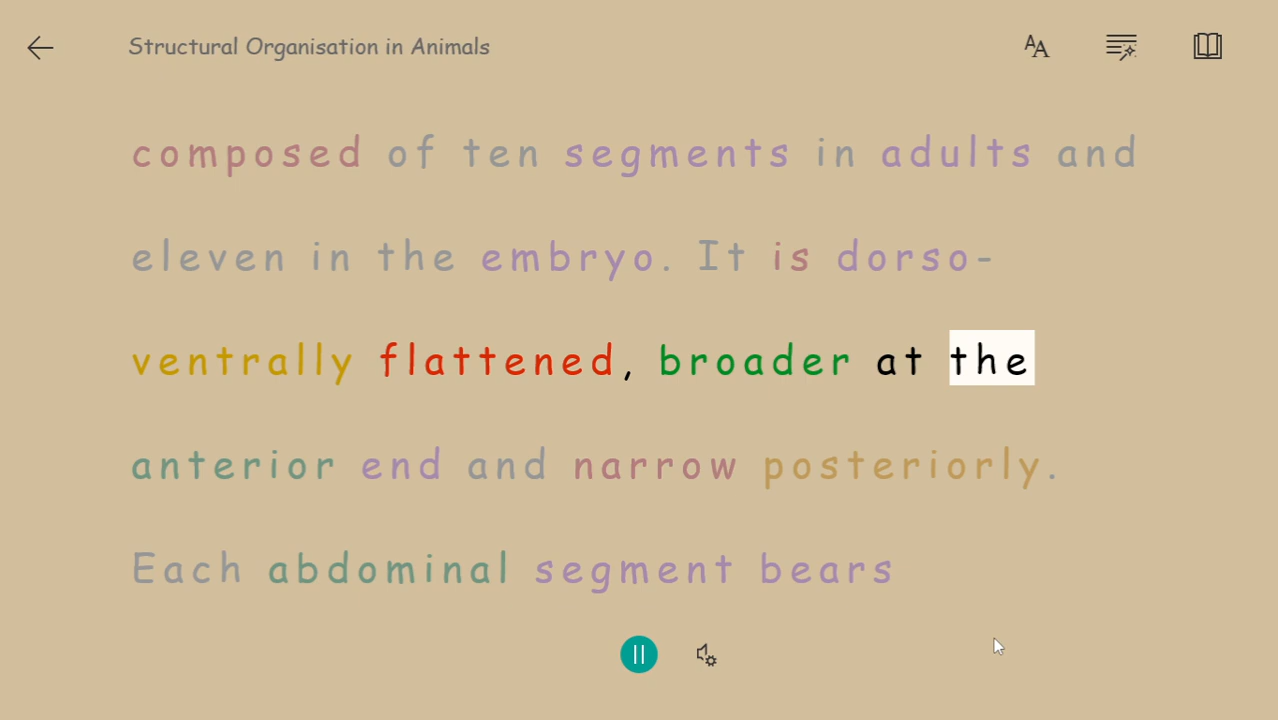 Structural Organisation in Animals
composed of ten segments in adults and
eleven in the embryo. It is dorso-
ventrally flattened, broader at the
anterior end and narrow posteriorly.
Each abdominal segment bears